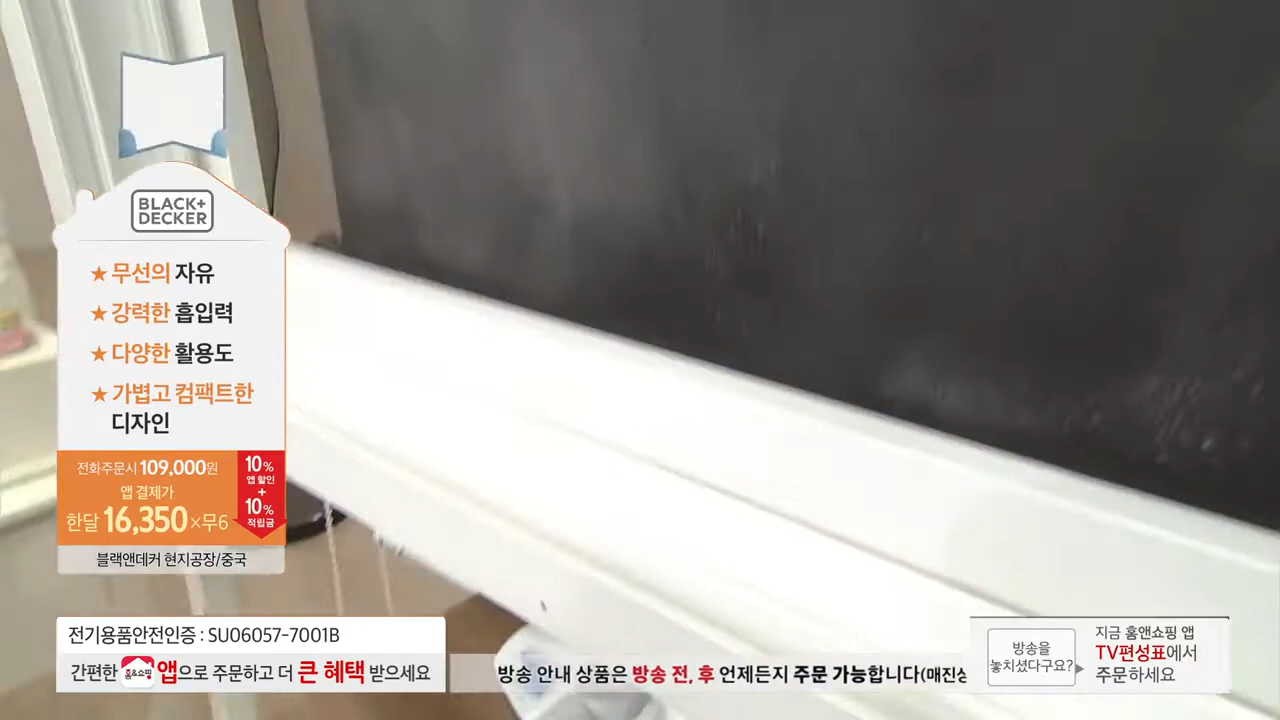 BLACK+
DECKER
★ 무선의 자유
★ 강력한 흡입력
★ 다양한 활용도
★ 가볍고 컴팩트한
디자인
전화주문시 109,000원
앱 결제가
한달 16,350×무6
10%
앱 할인
+
10%
적립금
블랙앤데커 현지공장/중국
전기용품안전인증 : SU06057-7001B
간편한 홈&쇼핑 앱으로 주문하고 더 큰 혜택 받으세요
방송 안내 상품은 방송 전, 후 언제든지 주문 가능합니다(매진상
방송을
놓치셨다구요?
지금 홈앤쇼핑 앱
TV편성표에서
주문하세요